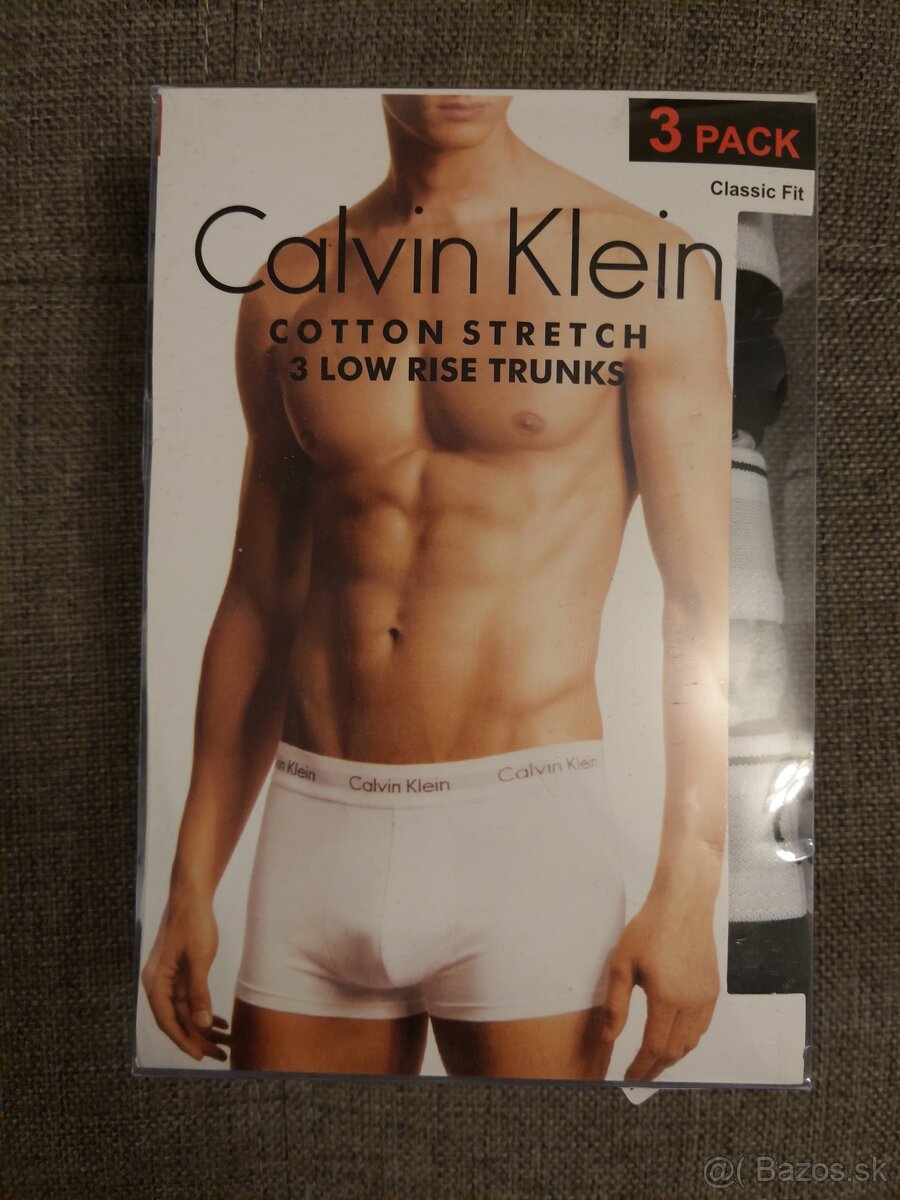 3 PACK
Classic Fit
Calvin Klein
COTTON STRETCH
3 LOW RISE TRUNKS
in Klein Calvin Klein Calvin Klein
@( Bazos.sk